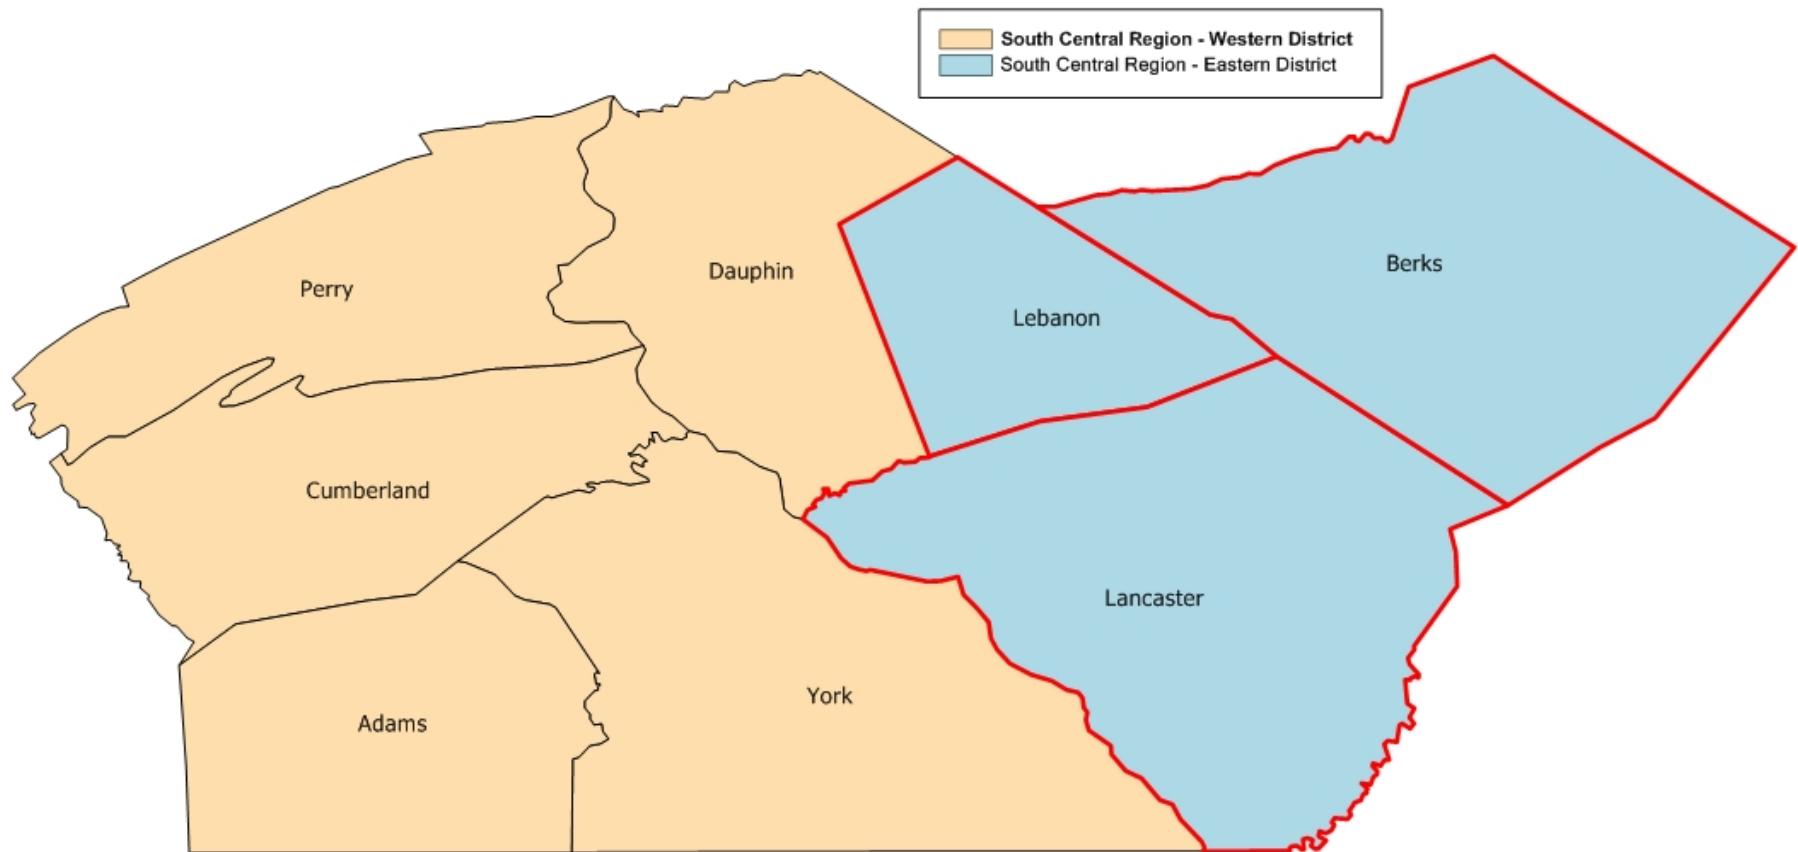 South Central Region - Western District
South Central Region - Eastern District
Berks
Dauphin
Perry
Lebanon
Cumberland
Lancaster
York
Adams